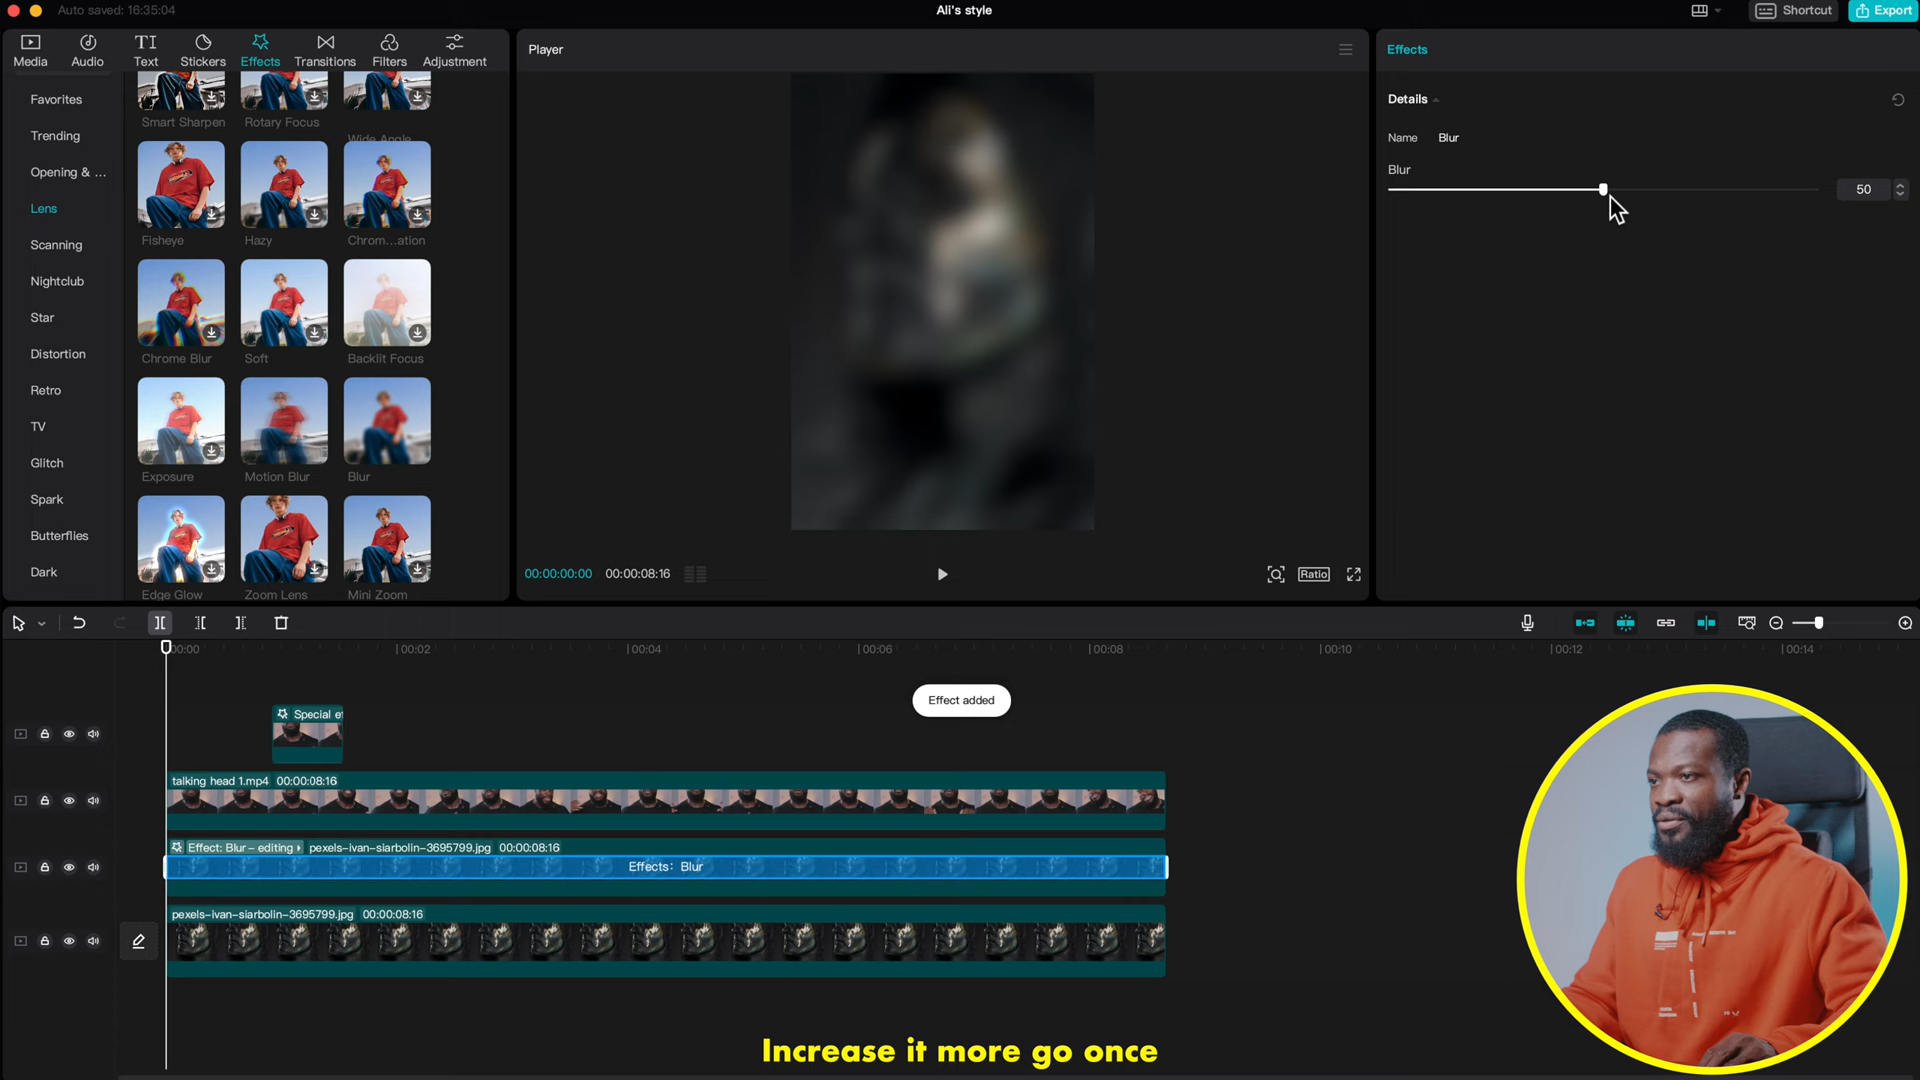 Auto saved: 16:35:04
Ali's style
Shortcut
Export
Media
Audio
TI
Text
Stickers
Effects
Transitions
Filters
Adjustment
Favorites
Trending
Opening & ...
Lens
Scanning
Nightclub
Star
Distortion
Retro
TV
Glitch
Spark
Butterflies
Dark
Smart Sharpen
Rotary Focus
Wide Angle
Fisheye
Hazy
Chrom...ation
Chrome Blur
Soft
Backlit Focus
Exposure
Motion Blur
Blur
Edge Glow
Zoom Lens
Mini Zoom
Player
00:00:00:00
00:00:08:16
Ratio
Effects
Details
Name Blur
Blur
50
00:00
00:02
00:04
00:06
00:08
00:10
00:12
00:14
Effect added
Special ef
talking head 1.mp4 00:00:08:16
Effect: Blur – editing pexels-ivan-siarbolin-3695799.jpg 00:00:08:16
Effects: Blur
pexels-ivan-siarbolin-3695799.jpg 00:00:08:16
Increase it more go once